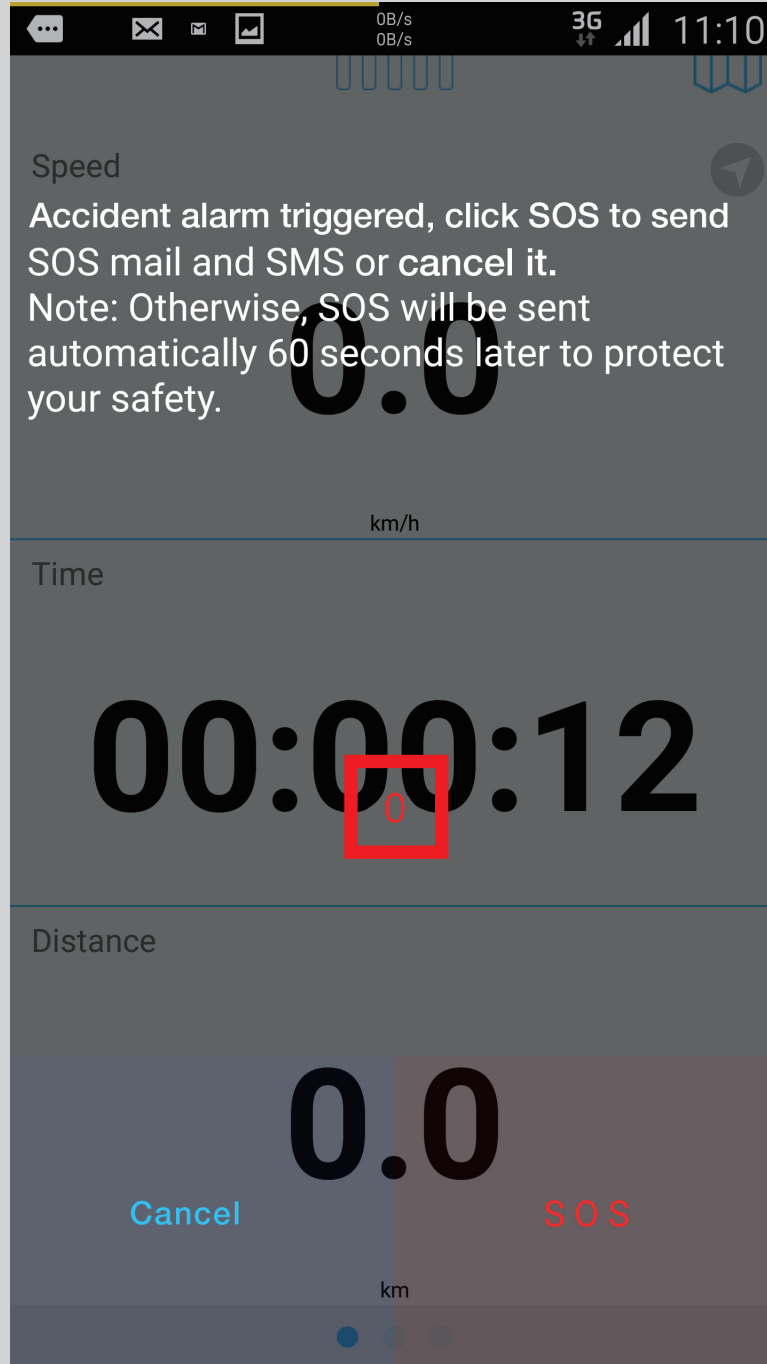 0B/s
0B/s
3G
11:10
Speed
Accident alarm triggered, click SOS to send
SOS mail and SMS or cancel it.
Note: Otherwise, SOS will be sent
automatically 60 seconds later to protect
your safety.
0.0
km/h
Time
00:00:12
0
Distance
0.0
Cancel
SOS
km